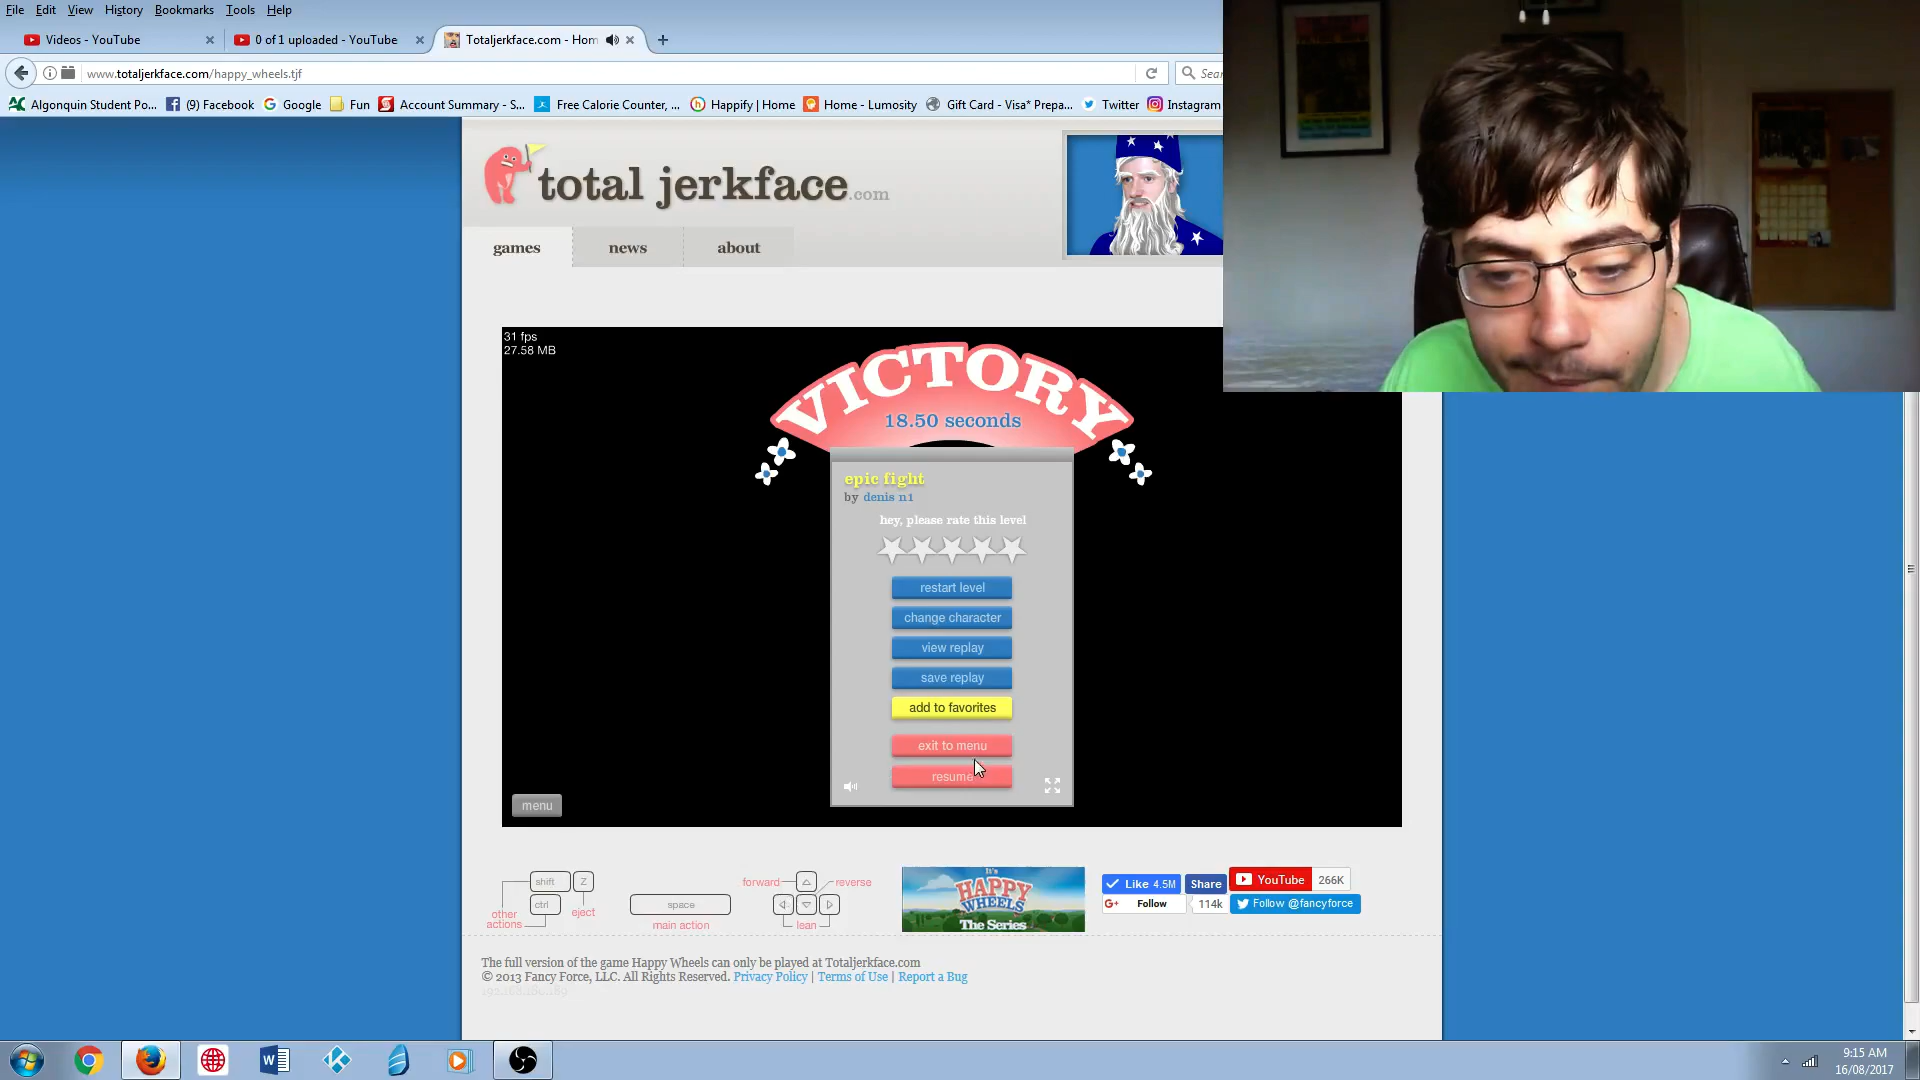 File Edit View History Bookmarks Tools Help
Videos - YouTube
0 of 1 uploaded - YouTube
Totaljerkface.com - Hom
www.totaljerkface.com/happy_wheels.tjf
Sear
Algonquin Student Po...
(9) Facebook
Google
Fun
Account Summary - S...
Free Calorie Counter, ...
Happify | Home
Home - Lumosity
Gift Card - Visa* Prepa...
Twitter
Instagram
total jerkface.com
games
news
about
31 fps
27.58 MB
VICTORY
18.50 seconds
epic fight
by denis n1
hey, please rate this level
restart level
change character
view replay
save replay
add to favorites
exit to menu
resume
menu
shift
Z
ctrl
other actions
eject
space
main action
forward
reverse
lean
It's
HAPPY
WHEELS
The Series
Like 4.5M
Share
YouTube
266K
G+ Follow
114k
Follow @fancyforce
The full version of the game Happy Wheels can only be played at Totaljerkface.com
© 2013 Fancy Force, LLC. All Rights Reserved. Privacy Policy | Terms of Use | Report a Bug
9:15 AM
16/08/2017